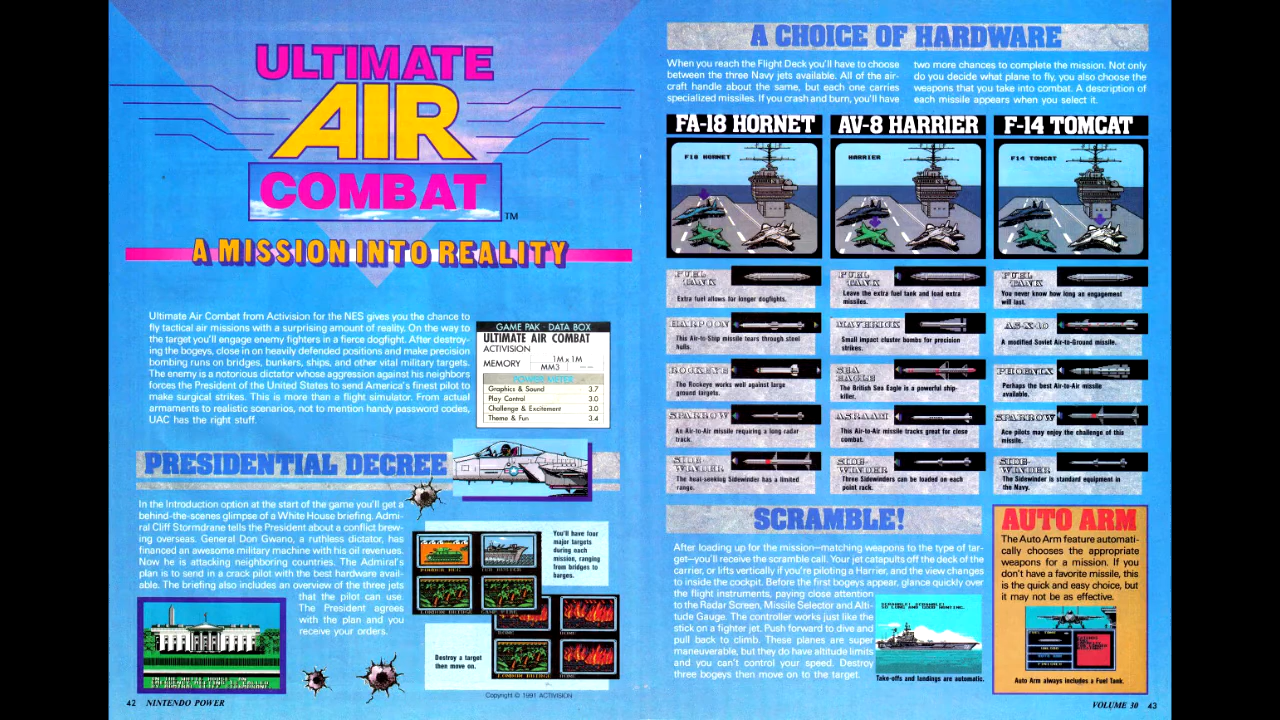 ULTIMATE
AIR
COMBAT
TM
A MISSION INTO REALITY
Ultimate Air Combat from Activision for the NES gives you the chance to
fly tactical air missions with a surprising amount of reality. On the way to
the target you'll engage enemy fighters in a fierce dogfight. After destroy-
ing the bogeys, close in on heavily defended positions and make precision
bombing runs on bridges, bunkers, ships, and other vital military targets.
The enemy is a notorious dictator whose aggression against his neighbors
forces the President of the United States to send America's finest pilot to
make surgical strikes. This is more than a flight simulator. From actual
armaments to realistic scenarios, not to mention handy password codes,
UAC has the right stuff.
GAME PAK · DATA BOX
ULTIMATE AIR COMBAT
ACTIVISION
MEMORY 1M x 1M
MM3 — —
POWER METER
Graphics & Sound 3.7
Play Control 3.0
Challenge & Excitement 3.0
Theme & Fun 3.4
PRESIDENTIAL DECREE
In the Introduction option at the start of the game you'll get a
behind-the-scenes glimpse of a White House briefing. Admi-
ral Cliff Stormdrane tells the President about a conflict brew-
ing overseas. General Don Gwano, a ruthless dictator, has
financed an awesome military machine with his oil revenues.
Now he is attacking neighboring countries. The Admiral's
plan is to send in a crack pilot with the best hardware avail-
able. The briefing also includes an overview of the three jets
that the pilot can use.
The President agrees
with the plan and you
receive your orders.
You'll have four
major targets
during each
mission, ranging
from bridges to
barges.
Destroy a target
then move on.
Copyright © 1991 ACTIVISION
42 NINTENDO POWER
A CHOICE OF HARDWARE
When you reach the Flight Deck you'll have to choose
between the three Navy jets available. All of the air-
craft handle about the same, but each one carries
specialized missiles. If you crash and burn, you'll have
two more chances to complete the mission. Not only
do you decide what plane to fly, you also choose the
weapons that you take into combat. A description of
each missile appears when you select it.
FA-18 HORNET
F18 HORNET
FUEL
TANK
Extra fuel allows for longer dogfights.
HARPOON
This Air-to-Ship missile tears through steel
hulls.
ROCKEYE
The Rockeye works well against large
ground targets.
SPARROW
An Air-to-Air missile requiring a long radar
track.
SIDE-
WINDER
The heat-seeking Sidewinder has a limited
range.
AV-8 HARRIER
HARRIER
FUEL
TANK
Leave the extra fuel tank and load extra
missiles.
MAVERICK
Small impact cluster bombs for precision
strikes.
SEA
EAGLE
The British Sea Eagle is a powerful ship-
killer.
ASRAAM
This Air-to-Air missile tracks great for close
combat.
SIDE-
WINDER
Three Sidewinders can be loaded on each
point rack.
F-14 TOMCAT
F14 TOMCAT
FUEL
TANK
You never know how long an engagement
will last.
AS-X-10
A modified Soviet Air-to-Ground missile.
PHOENIX
Perhaps the best Air-to-Air missile
available.
SPARROW
Ace pilots may enjoy the challenge of this
missile.
SIDE-
WINDER
The Sidewinder is standard equipment in
the Navy.
SCRAMBLE!
After loading up for the mission—matching weapons to the type of tar-
get—you'll receive the scramble call. Your jet catapults off the deck of the
carrier, or lifts vertically if you're piloting a Harrier, and the view changes
to inside the cockpit. Before the first bogeys appear, glance quickly over
the flight instruments, paying close attention
to the Radar Screen, Missile Selector and Alti-
tude Gauge. The controller works just like the
stick on a fighter jet. Push forward to dive and
pull back to climb. These planes are super
maneuverable, but they do have altitude limits
and you can't control your speed. Destroy
three bogeys then move on to the target.
SCRAMBLE! SCRAMBLE!
SO LONG AND GOOD HUNTING.
Take-offs and landings are automatic.
AUTO ARM
The Auto Arm feature automati-
cally chooses the appropriate
weapons for a mission. If you
don't have a favorite missile, this
is the quick and easy choice, but
it may not be as effective.
Auto Arm always includes a Fuel Tank.
VOLUME 30 43